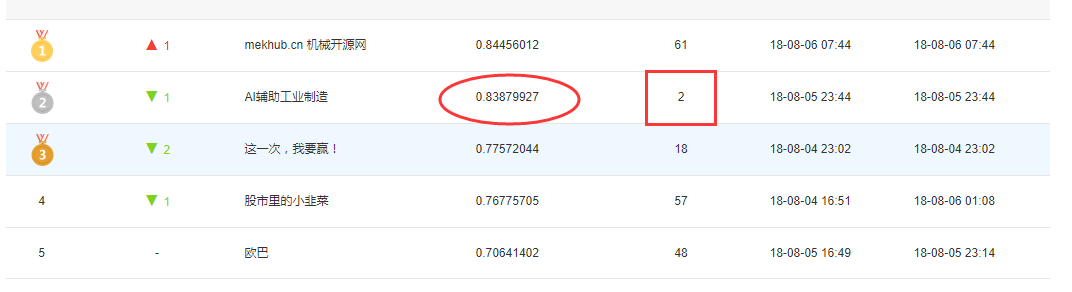 1 ▲ 1 mekhub.cn 机械开源网 0.84456012 61 18-08-06 07:44 18-08-06 07:44
2 ▼ 1 AI辅助工业制造 0.83879927 2 18-08-05 23:44 18-08-05 23:44
3 ▼ 2 这一次，我要赢！ 0.77572044 18 18-08-04 23:02 18-08-04 23:02
4 ▼ 1 股市里的小韭菜 0.76775705 57 18-08-04 16:51 18-08-06 01:08
5 - 欧巴 0.70641402 48 18-08-05 16:49 18-08-05 23:14